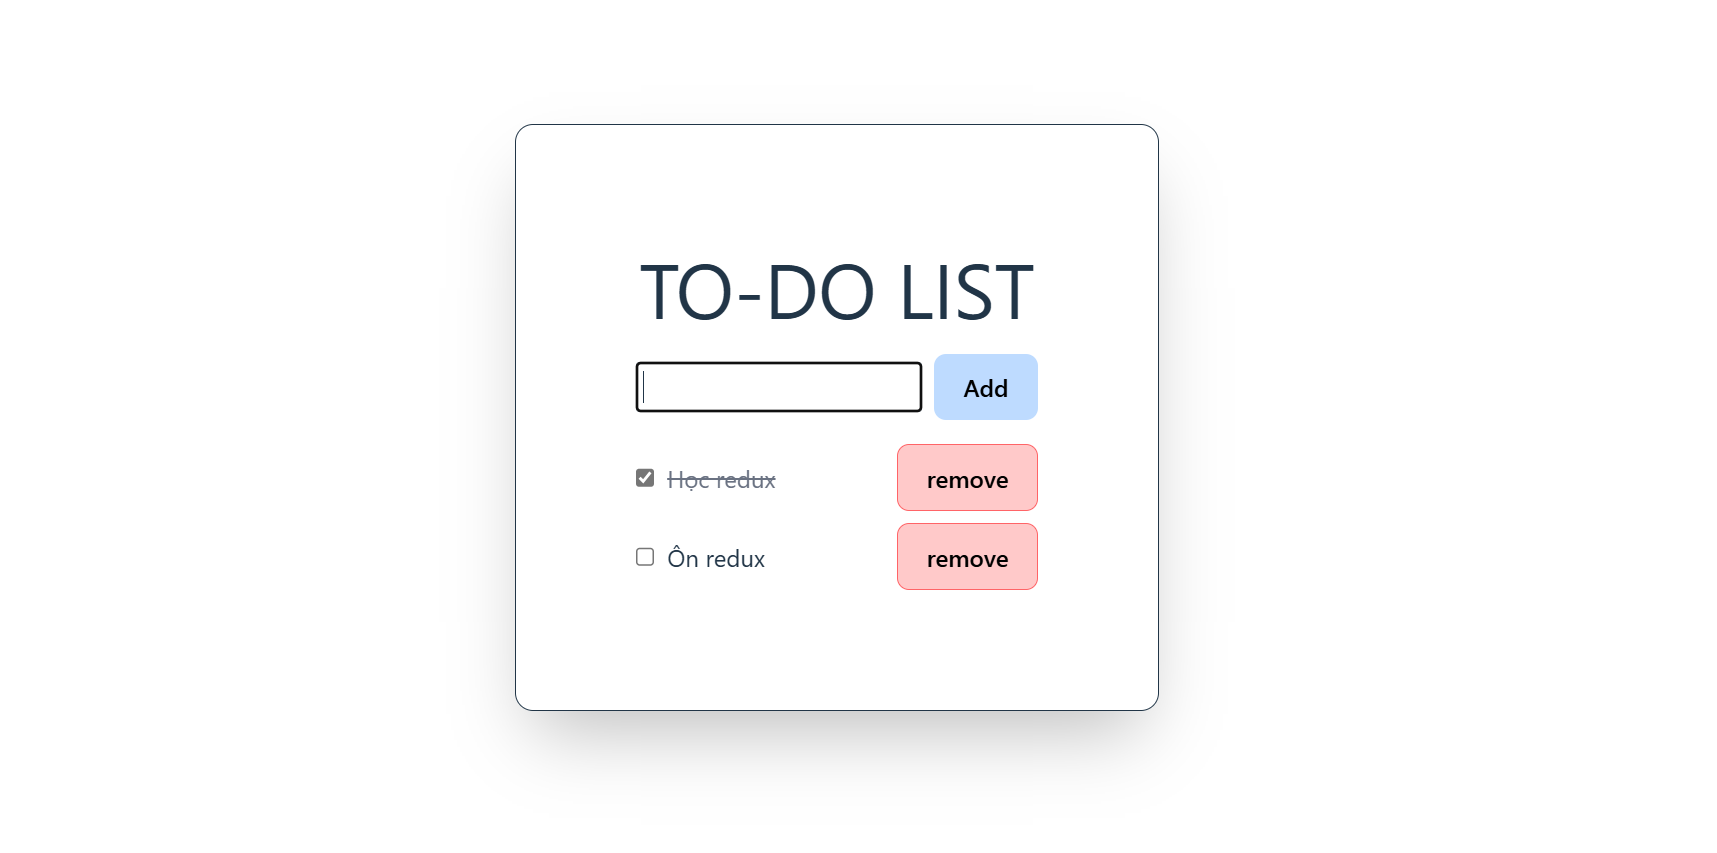 TO-DO LIST
Add
Học redux
remove
Ôn redux
remove